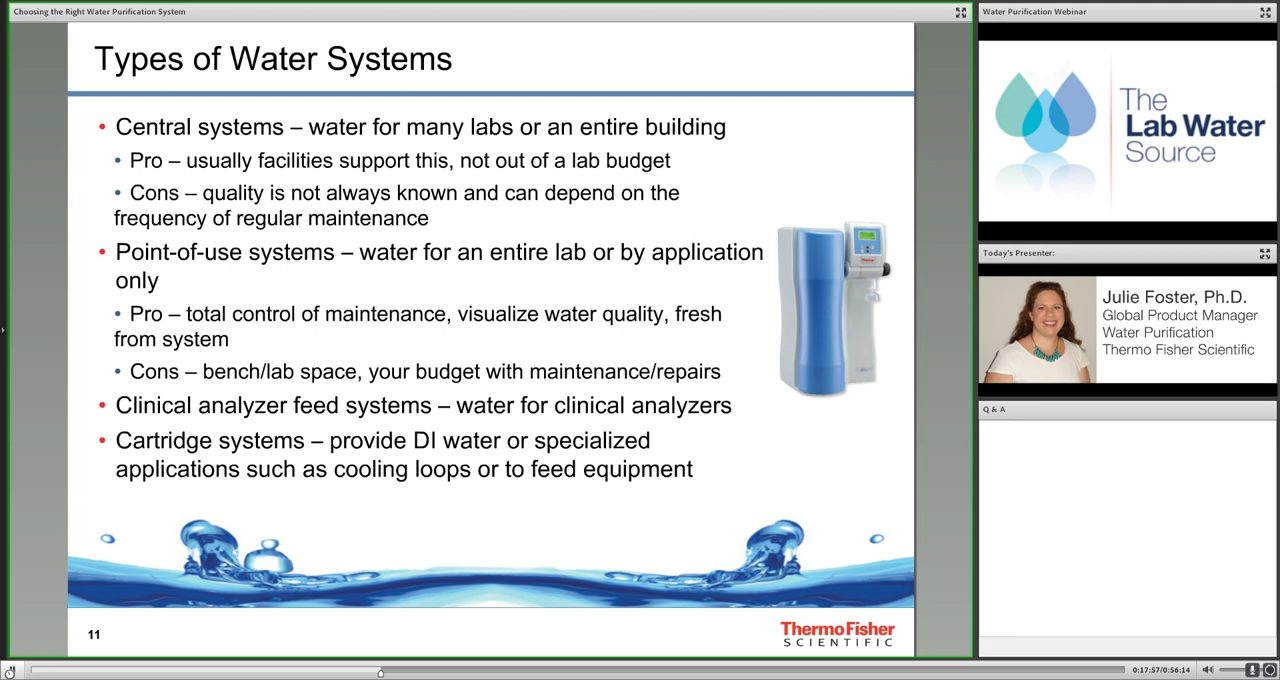 Choosing the Right Water Purification System
Types of Water Systems
• Central systems – water for many labs or an entire building
• Pro – usually facilities support this, not out of a lab budget
• Cons – quality is not always known and can depend on the
frequency of regular maintenance
• Point-of-use systems – water for an entire lab or by application
only
• Pro – total control of maintenance, visualize water quality, fresh
from system
• Cons – bench/lab space, your budget with maintenance/repairs
• Clinical analyzer feed systems – water for clinical analyzers
• Cartridge systems – provide DI water or specialized
applications such as cooling loops or to feed equipment
11
ThermoFisher
SCIENTIFIC
Water Purification Webinar
The
Lab Water
Source
Today's Presenter:
Julie Foster, Ph.D.
Global Product Manager
Water Purification
Thermo Fisher Scientific
Q & A
0:17:57/0:56:14